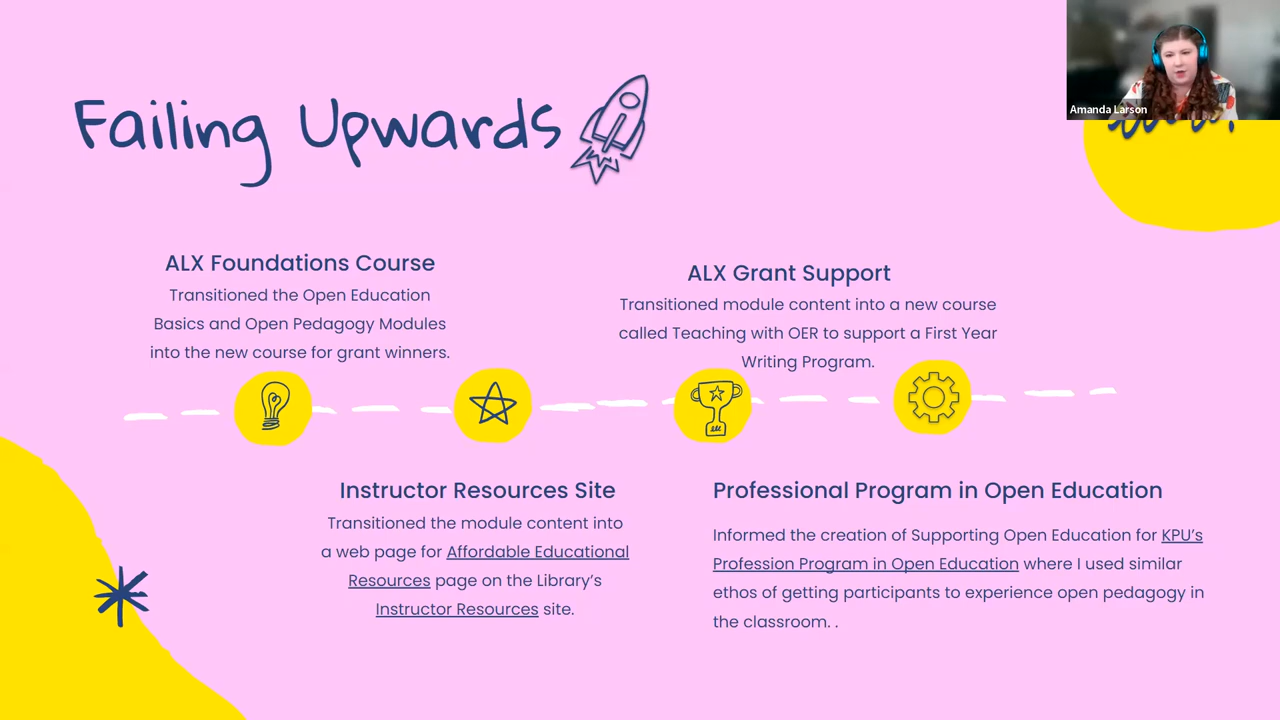 Amanda Larson
Failing Upwards
ALX Foundations Course
Transitioned the Open Education
Basics and Open Pedagogy Modules
into the new course for grant winners.
ALX Grant Support
Transitioned module content into a new course
called Teaching with OER to support a First Year
Writing Program.
Instructor Resources Site
Transitioned the module content into
a web page for Affordable Educational
Resources page on the Library's
Instructor Resources site.
Professional Program in Open Education
Informed the creation of Supporting Open Education for KPU's
Profession Program in Open Education where I used similar
ethos of getting participants to experience open pedagogy in
the classroom. .